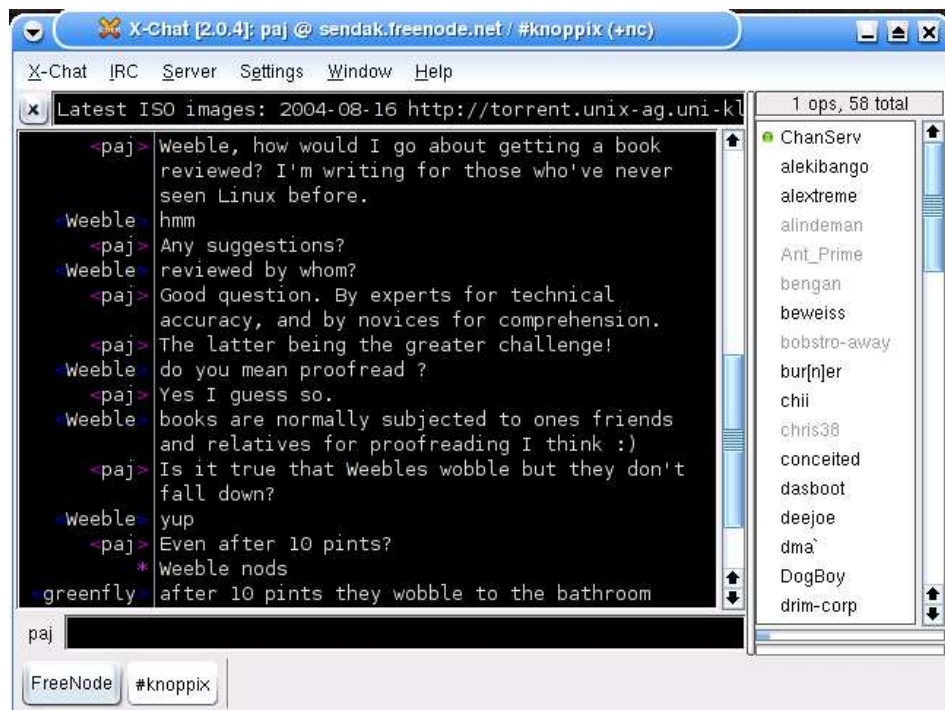 X-Chat [2.0.4]: paj @ sendak.freenode.net / #knoppix (+nc)
X-Chat IRC Server Settings Window Help
x Latest ISO images: 2004-08-16 http://torrent.unix-ag.uni-kl
1 ops, 58 total
<paj> Weeble, how would I go about getting a book
reviewed? I'm writing for those who've never
seen Linux before.
<Weeble> hmm
<paj> Any suggestions?
<Weeble> reviewed by whom?
<paj> Good question. By experts for technical
accuracy, and by novices for comprehension.
<paj> The latter being the greater challenge!
<Weeble> do you mean proofread ?
<paj> Yes I guess so.
<Weeble> books are normally subjected to ones friends
and relatives for proofreading I think :)
<paj> Is it true that Weebles wobble but they don't
fall down?
<Weeble> yup
<paj> Even after 10 pints?
* Weeble nods
<greenfly> after 10 pints they wobble to the bathroom
ChanServ
alekibango
alextreme
alindeman
Ant_Prime
bengan
beweiss
bobstro-away
bur[n]er
chii
chris38
conceited
dasboot
deejoe
dma`
DogBoy
drim-corp
paj
FreeNode #knoppix